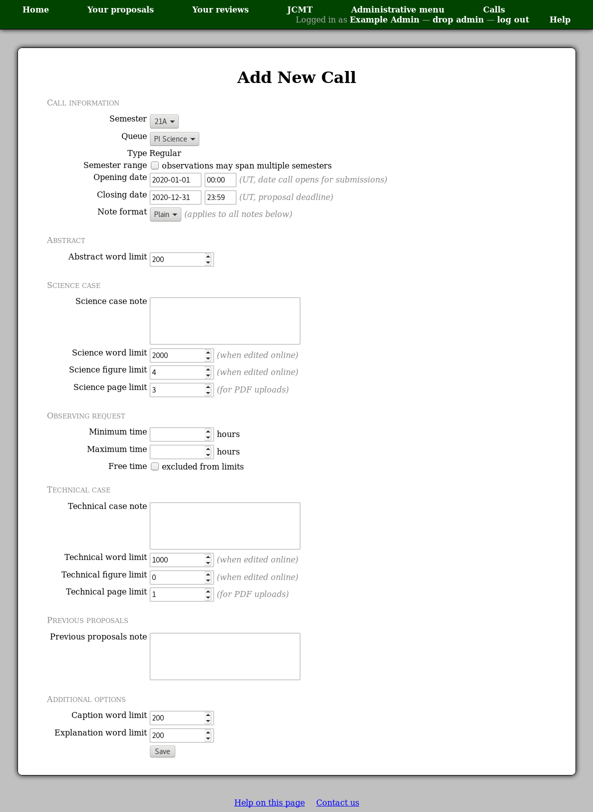 Home Your proposals Your reviews JCMT Administrative menu Calls
Logged in as Example Admin — drop admin — log out Help
Add New Call
Call information
Semester 21A
Queue PI Science
Type Regular
Semester range observations may span multiple semesters
Opening date 2020-01-01 00:00 (UT, date call opens for submissions)
Closing date 2020-12-31 23:59 (UT, proposal deadline)
Note format Plain (applies to all notes below)
Abstract
Abstract word limit 200
Science case
Science case note
Science word limit 2000 (when edited online)
Science figure limit 4 (when edited online)
Science page limit 3 (for PDF uploads)
Observing request
Minimum time hours
Maximum time hours
Free time excluded from limits
Technical case
Technical case note
Technical word limit 1000 (when edited online)
Technical figure limit 0 (when edited online)
Technical page limit 1 (for PDF uploads)
Previous proposals
Previous proposals note
Additional options
Caption word limit 200
Explanation word limit 200
Save
Help on this page Contact us